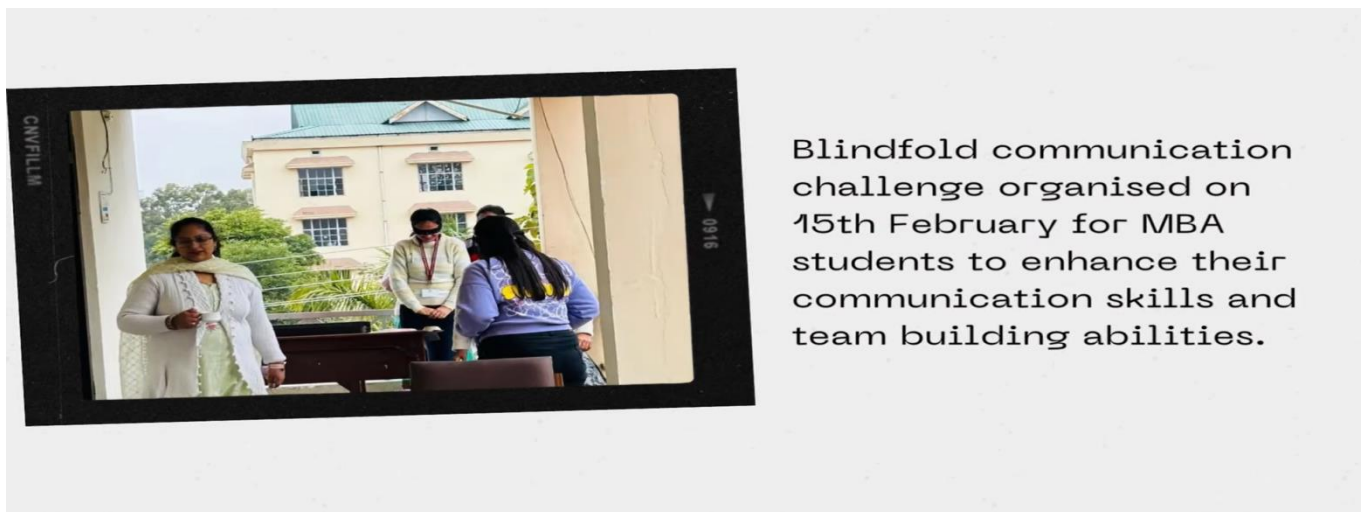 CNVFILLM
0916
Blindfold communication
challenge organised on
15th February for MBA
students to enhance their
communication skills and
team building abilities.